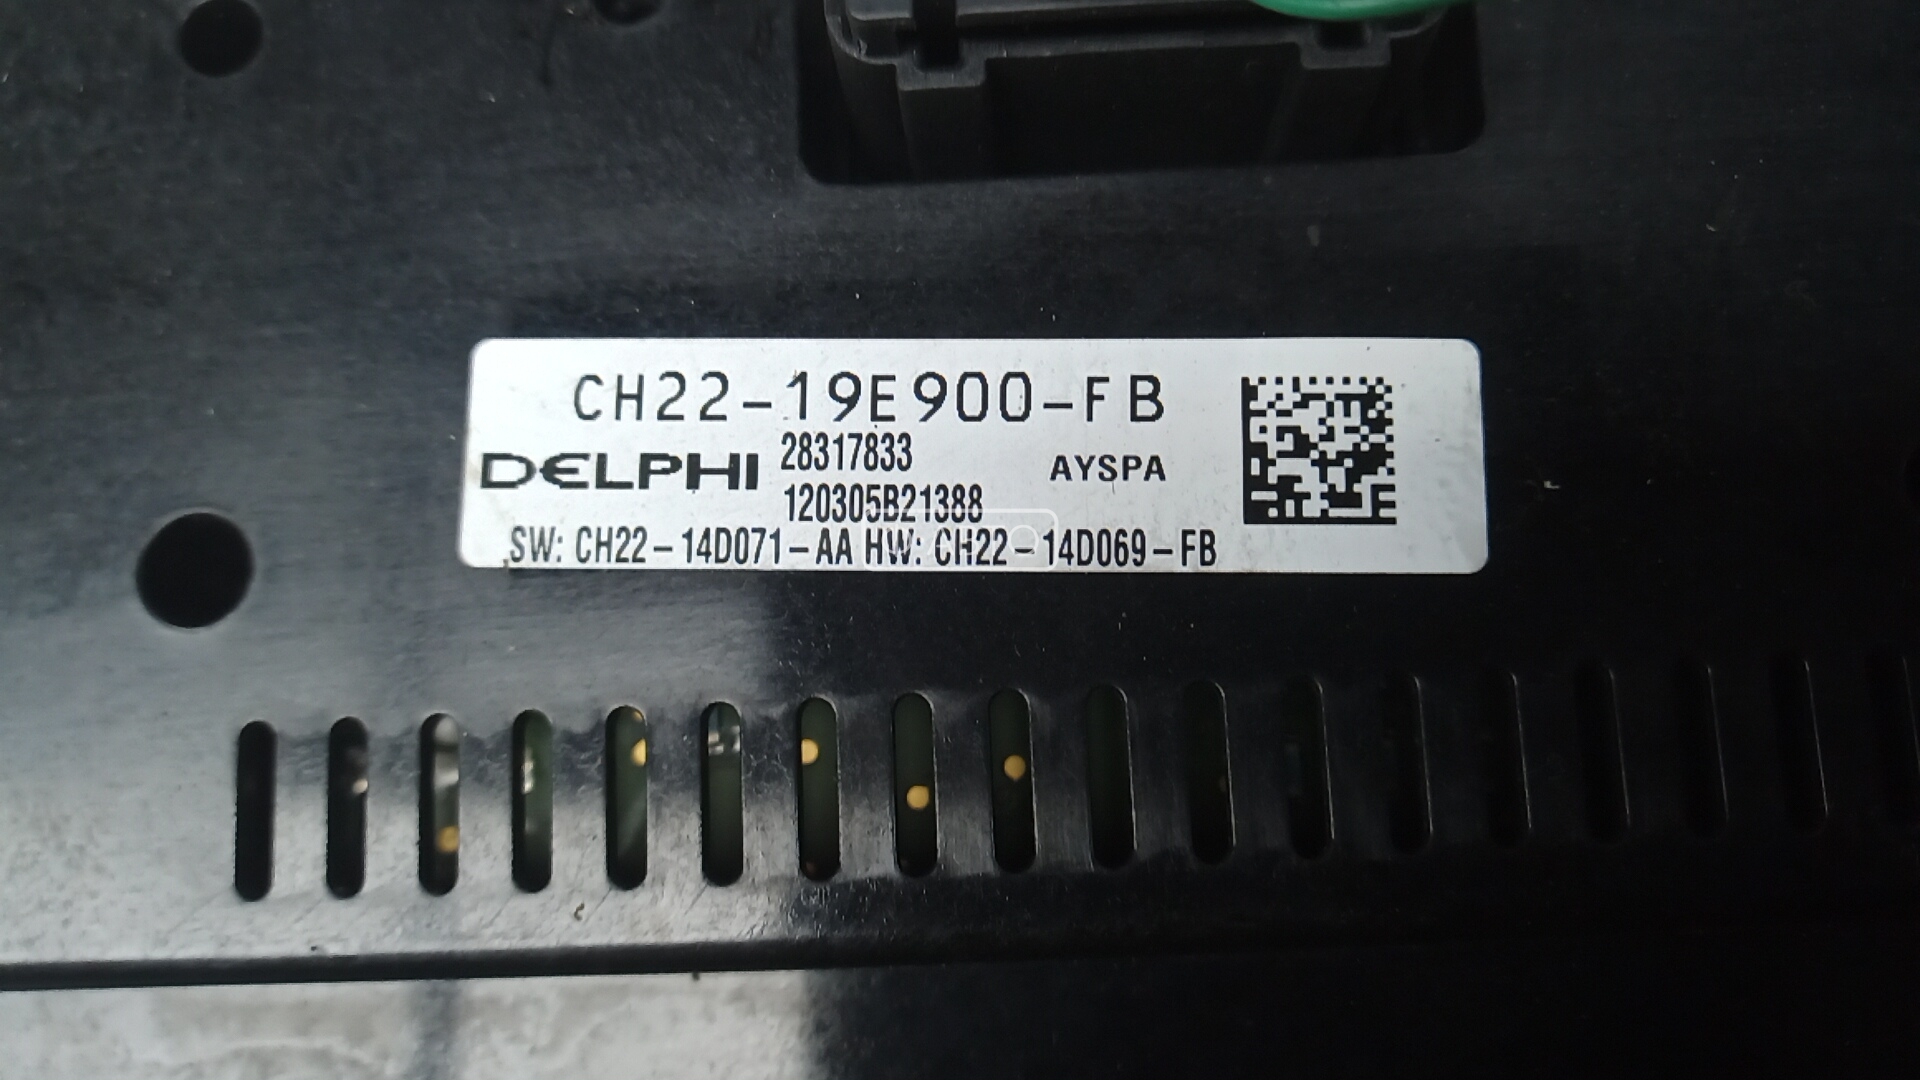 CH22-19E900-FB
DELPHI 28317833 AYSPA
120305B21388
SW: CH22-14D071-AA HW: CH22-14D069-FB